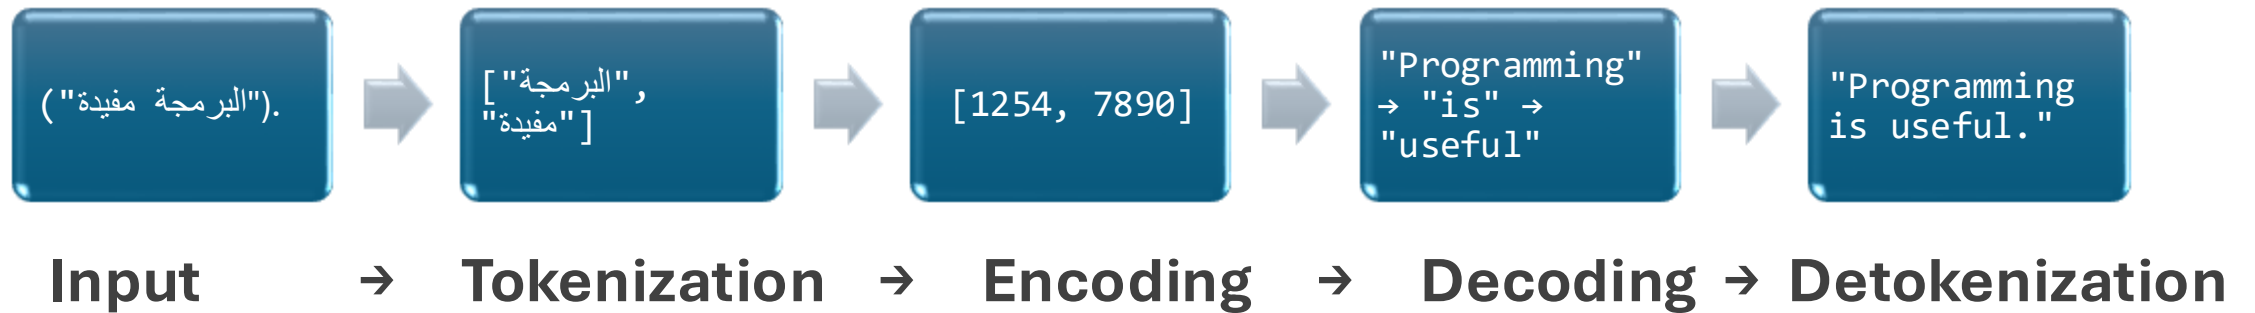 ("البرمجة مفيدة").
["البرمجة",
"مفيدة"]
[1254, 7890]
"Programming"
→ "is" →
"useful"
"Programming
is useful."
Input → Tokenization → Encoding → Decoding → Detokenization